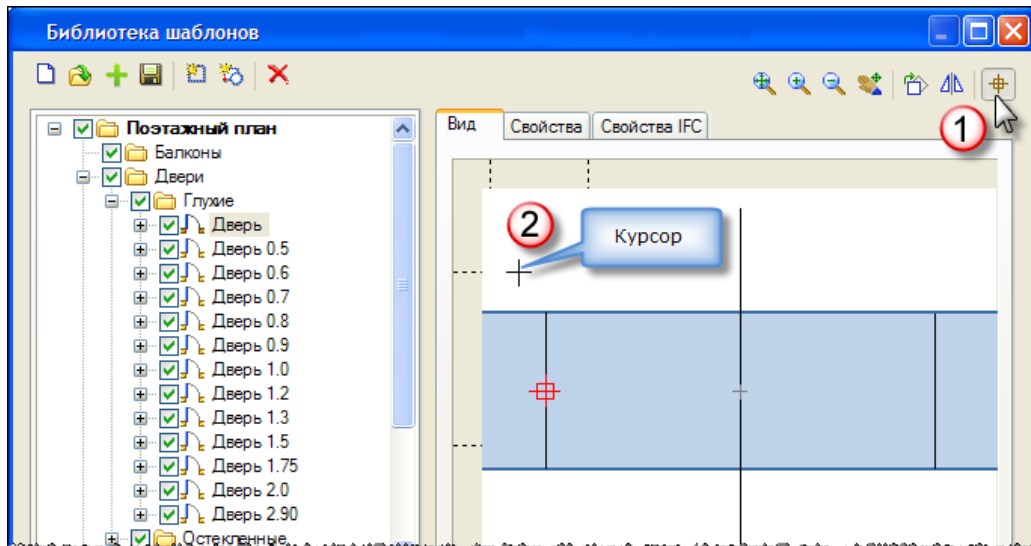 Библиотека шаблонов
Вид Свойства Свойства IFC
1
Поэтажный план
Балконы
Двери
Глухие
Дверь
Дверь 0.5
Дверь 0.6
Дверь 0.7
Дверь 0.8
Дверь 0.9
Дверь 1.0
Дверь 1.2
Дверь 1.3
Дверь 1.5
Дверь 1.75
Дверь 2.0
Дверь 2.90
Остекленные
2
Курсор